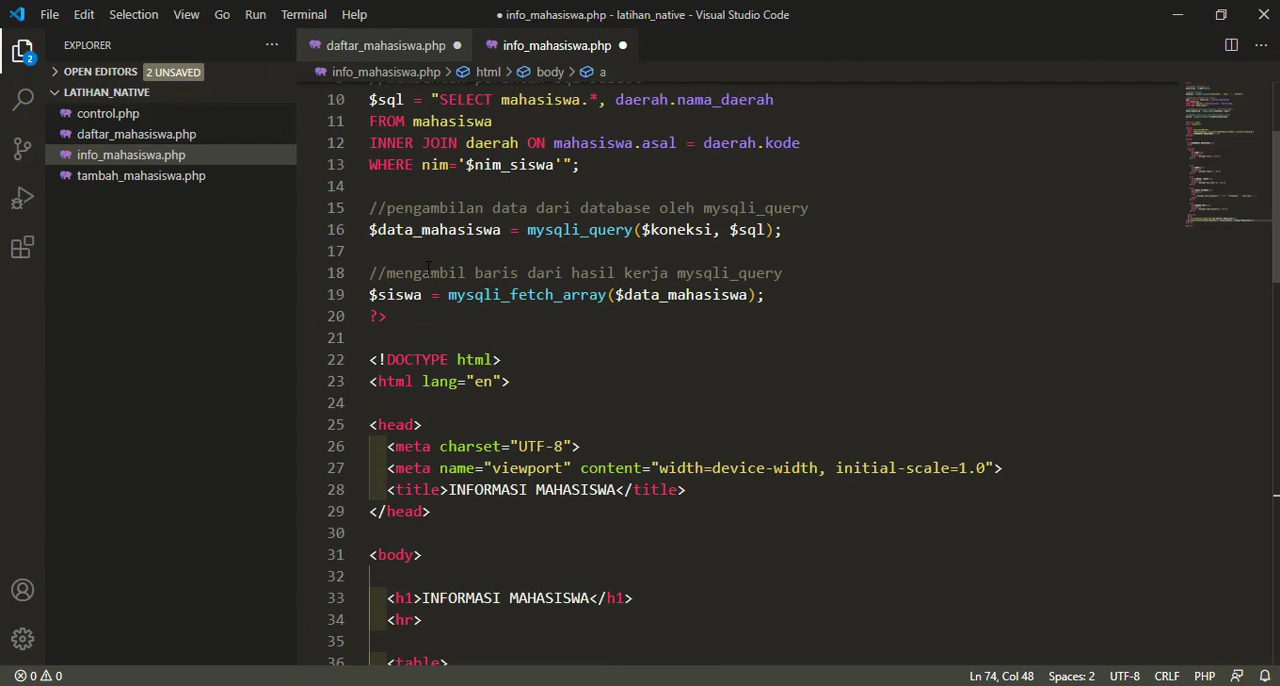 File Edit Selection View Go Run Terminal Help
● info_mahasiswa.php - latihan_native - Visual Studio Code
EXPLORER
OPEN EDITORS 2 UNSAVED
LATIHAN_NATIVE
control.php
daftar_mahasiswa.php
info_mahasiswa.php
tambah_mahasiswa.php
2
daftar_mahasiswa.php ● info_mahasiswa.php ●
info_mahasiswa.php > html > body > a
10 $sql = "SELECT mahasiswa.*, daerah.nama_daerah
11 FROM mahasiswa
12 INNER JOIN daerah ON mahasiswa.asal = daerah.kode
13 WHERE nim='$nim_siswa'";
14
15 //pengambilan data dari database oleh mysqli_query
16 $data_mahasiswa = mysqli_query($koneksi, $sql);
17
18 //mengambil baris dari hasil kerja mysqli_query
19 $siswa = mysqli_fetch_array($data_mahasiswa);
20 ?>
21
22 <!DOCTYPE html>
23 <html lang="en">
24
25 <head>
26 <meta charset="UTF-8">
27 <meta name="viewport" content="width=device-width, initial-scale=1.0">
28 <title>INFORMASI MAHASISWA</title>
29 </head>
30
31 <body>
32
33 <h1>INFORMASI MAHASISWA</h1>
34 <hr>
35
36 <table>
0 0 Ln 74, Col 48 Spaces: 2 UTF-8 CRLF PHP